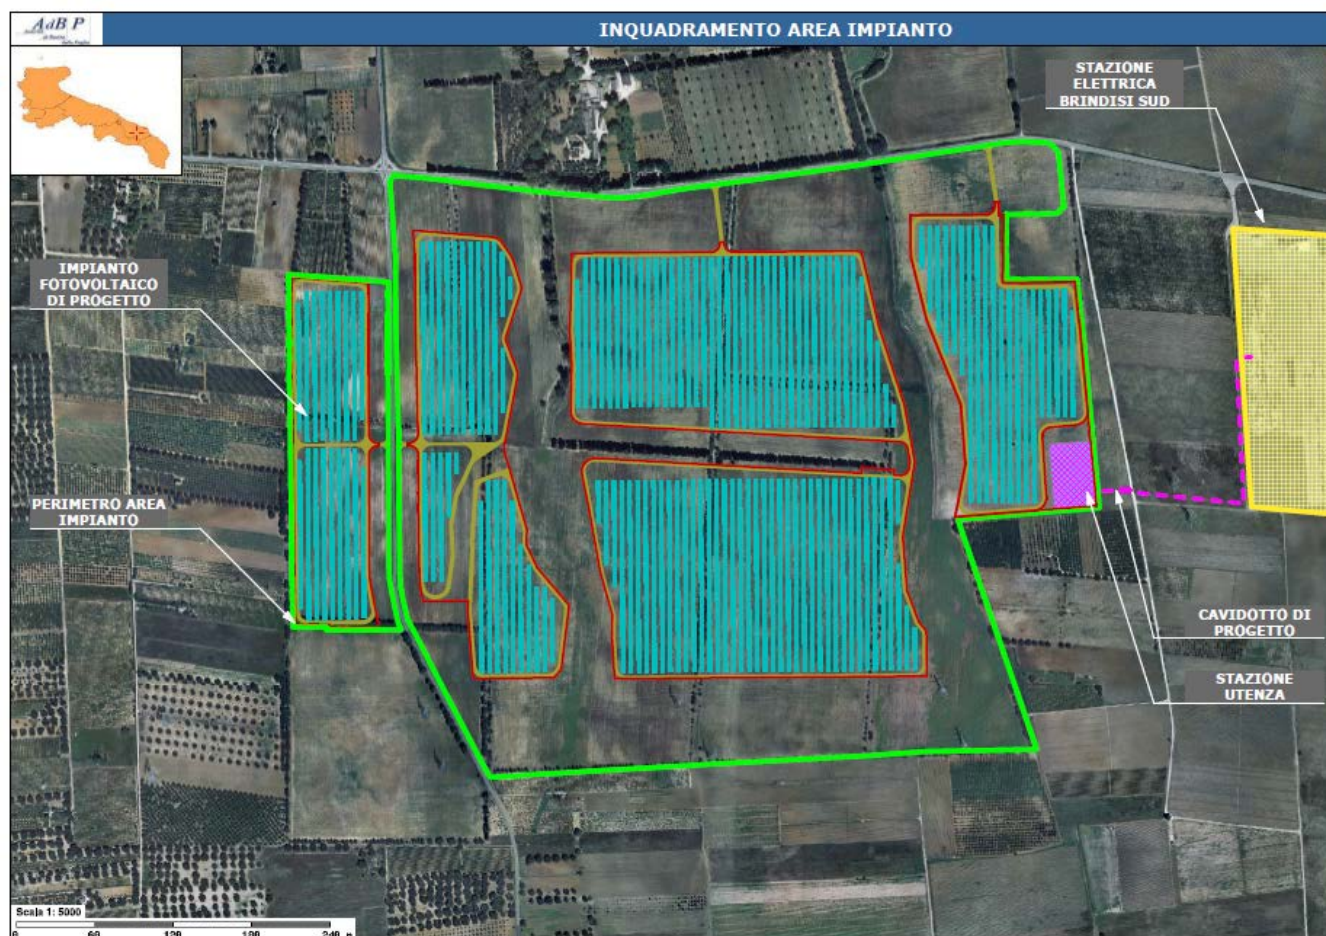 AdB P
INQUADRAMENTO AREA IMPIANTO
STAZIONE
ELETTRICA
BRINDISI SUD
IMPIANTO
FOTOVOLTAICO
DI PROGETTO
PERIMETRO AREA
IMPIANTO
CAVIDOTTO DI
PROGETTO
STAZIONE
UTENZA
Scala 1: 5000
0 60 120 180 240